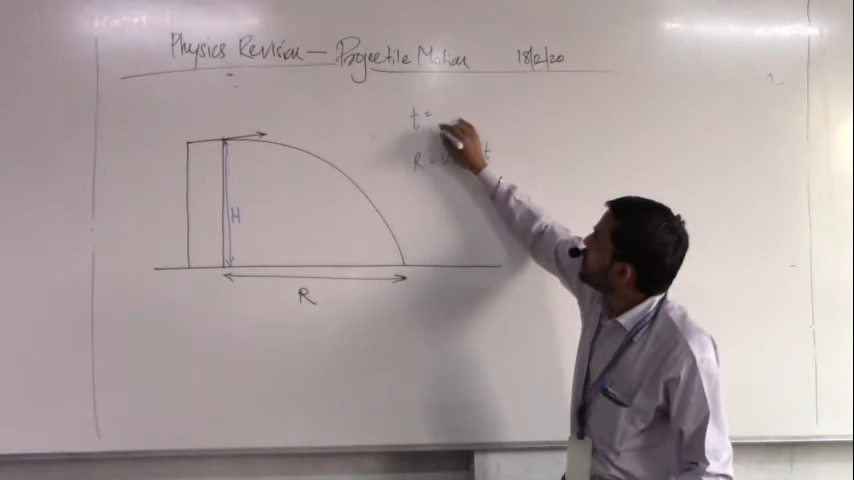 Physics Revision — Projectile Motion 18/2/20
t =
R = t
H
R